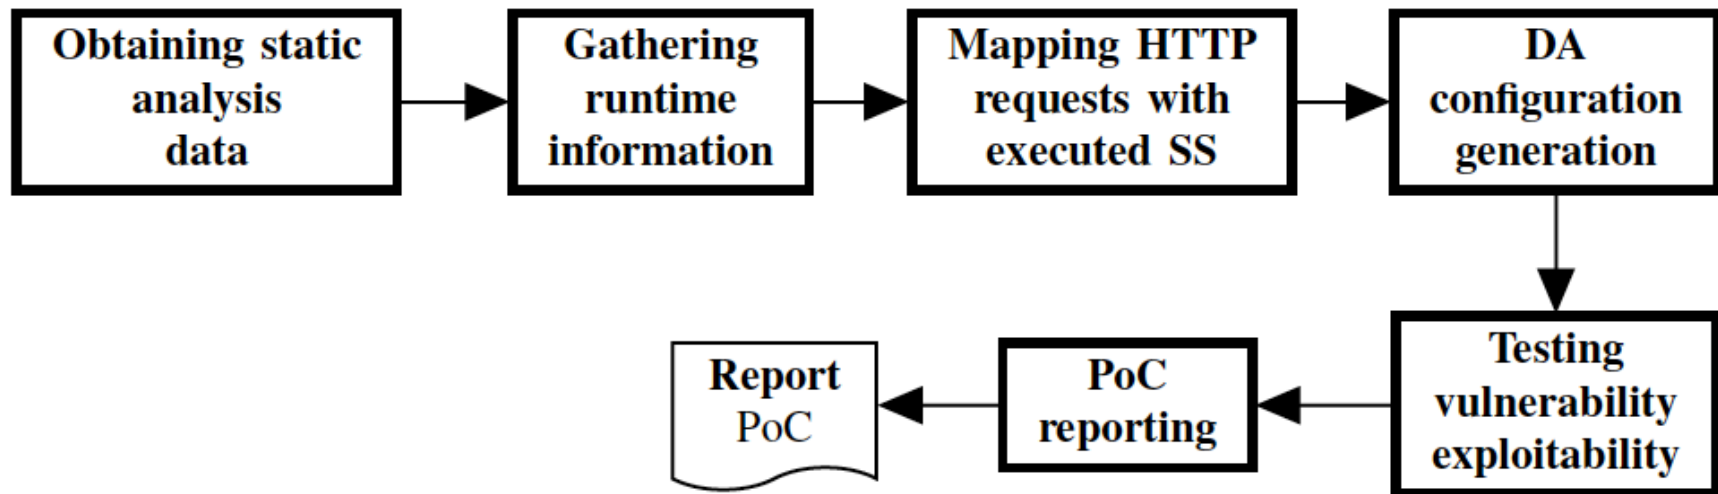 Obtaining static
analysis
data
Gathering
runtime
information
Mapping HTTP
requests with
executed SS
DA
configuration
generation
Testing
vulnerability
exploitability
PoC
reporting
Report
PoC